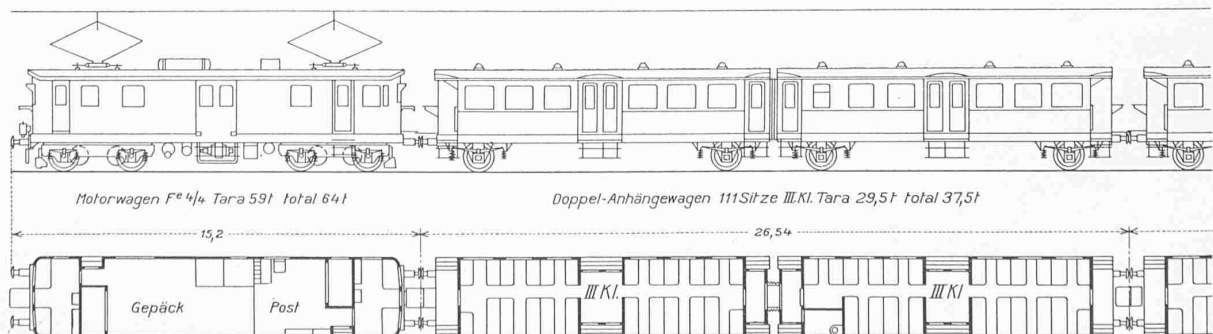 Motorwagen Fe 4/4 Tara 59t total 64t
Doppel-Anhängewagen 111 Sitze III.Kl. Tara 29,5t total 37,5t
15,2
26,54
Gepäck
Post
III Kl.
III Kl